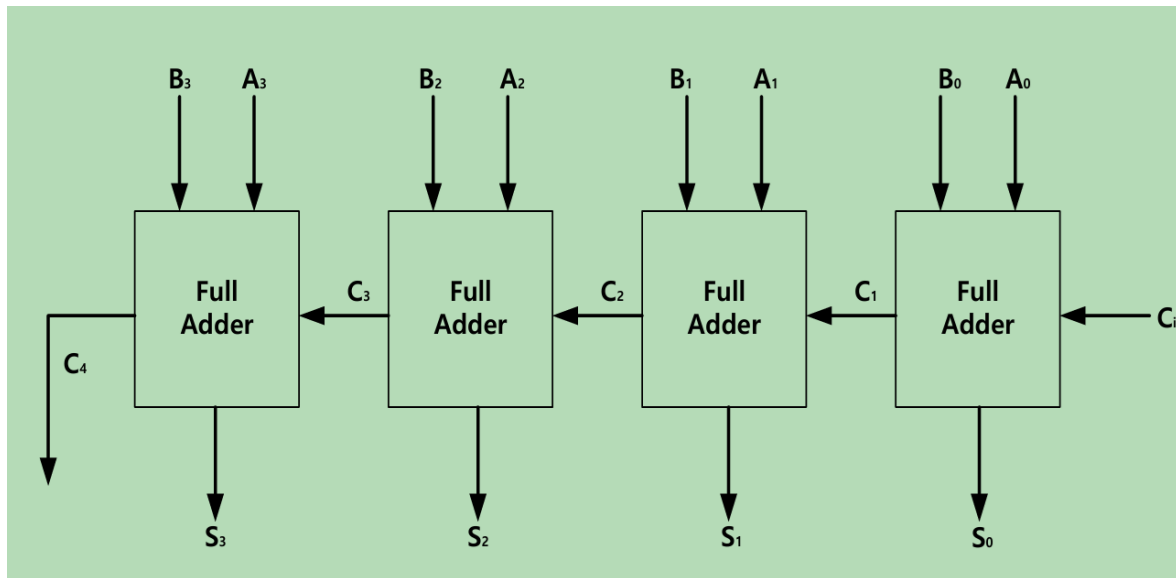 B₃ A₃ B₂ A₂ B₁ A₁ B₀ A₀
Full Adder
Full Adder
Full Adder
Full Adder
C₃ C₂ C₁ Cᵢ
C₄
S₃ S₂ S₁ S₀